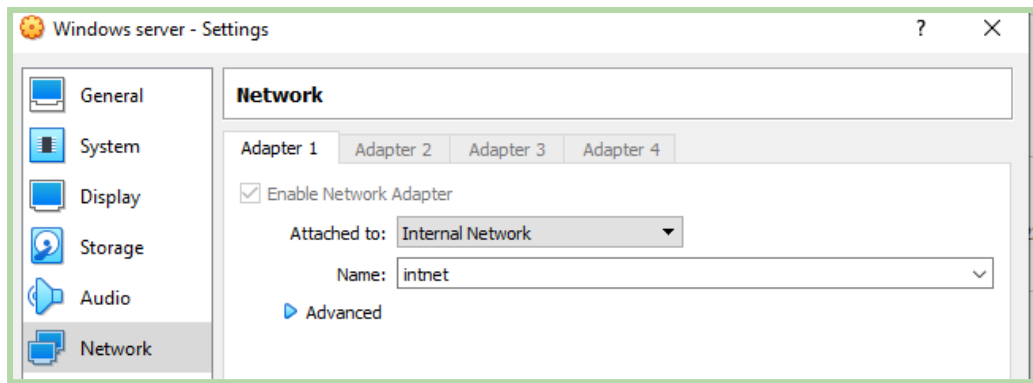 Windows server - Settings ? ×
General
System
Display
Storage
Audio
Network
Network
Adapter 1 Adapter 2 Adapter 3 Adapter 4
Enable Network Adapter
Attached to: Internal Network
Name: intnet
Advanced